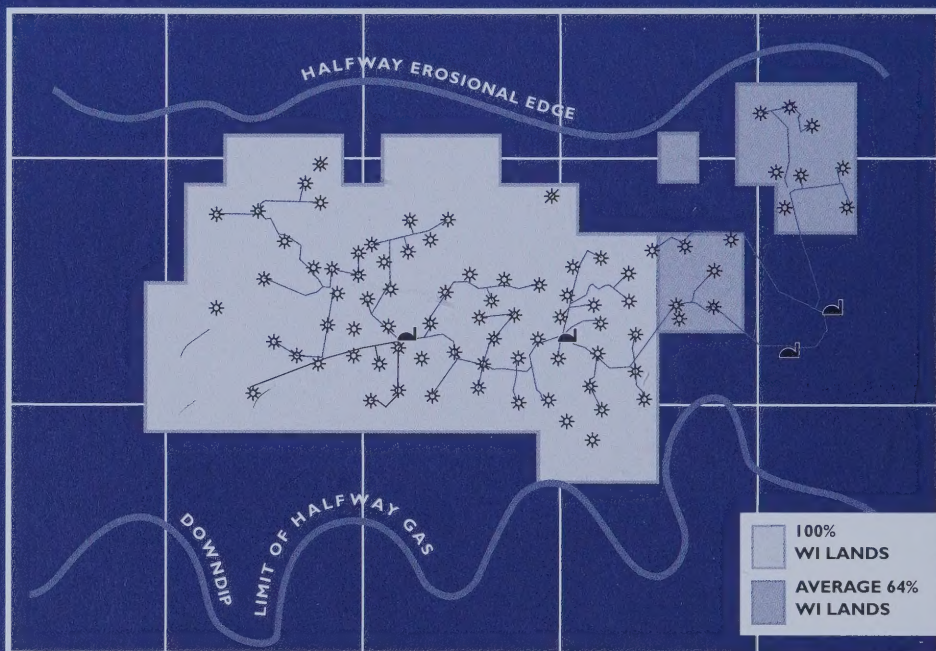 HALFWAY EROSIONAL EDGE
DOWNDIP
LIMIT OF HALFWAY GAS
100%
WI LANDS
AVERAGE 64%
WI LANDS